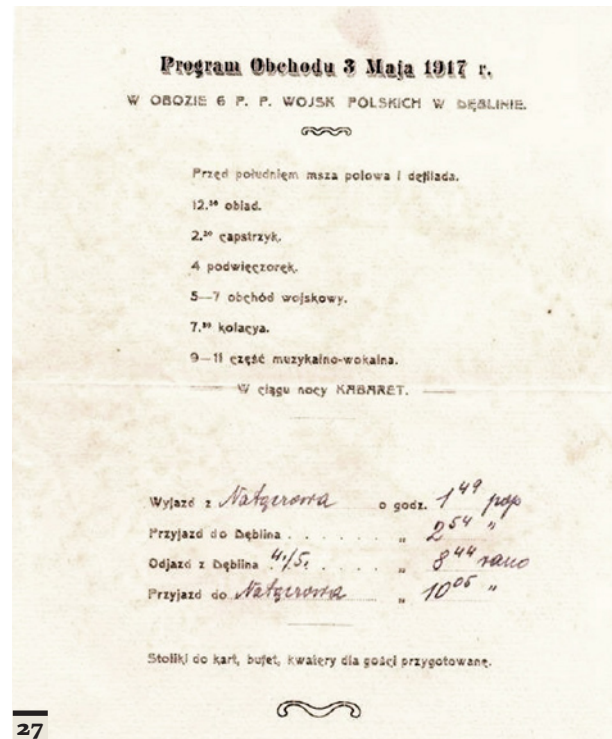 Program Obchodu 3 Maja 1917 r.
W OBOZIE 6 P. P. WOJSK POLSKICH W DĘBLINIE.
Przed południem msza polowa i defilada.
12.³⁰ obiad.
2.³⁰ capstrzyk.
4 podwieczorek.
5—7 obchód wojskowy.
7.³⁰ kolacya.
9—11 część muzykalno-wokalna.
W ciągu nocy KABARET.
Wyjazd z o godz. 1⁴⁹ pop
Przyjazd do Dęblina . . . . . . „ 2⁵⁴ "
Odjazd z Dęblina 4./5. . . . . „ 8⁴⁴ rano
Przyjazd do „ 10⁰⁵ "
Stoliki do kart, bufet, kwatery dla gości przygotowane.
27